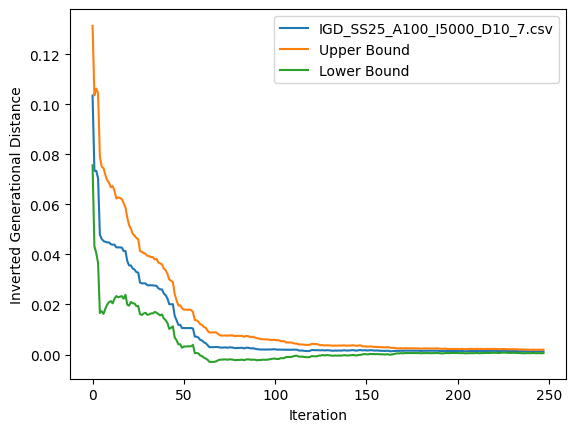 IGD_SS25_A100_I5000_D10_7.csv
Upper Bound
Lower Bound
Inverted Generational Distance
0.12
0.10
0.08
0.06
0.04
0.02
0.00
0
50
100
150
200
250
Iteration